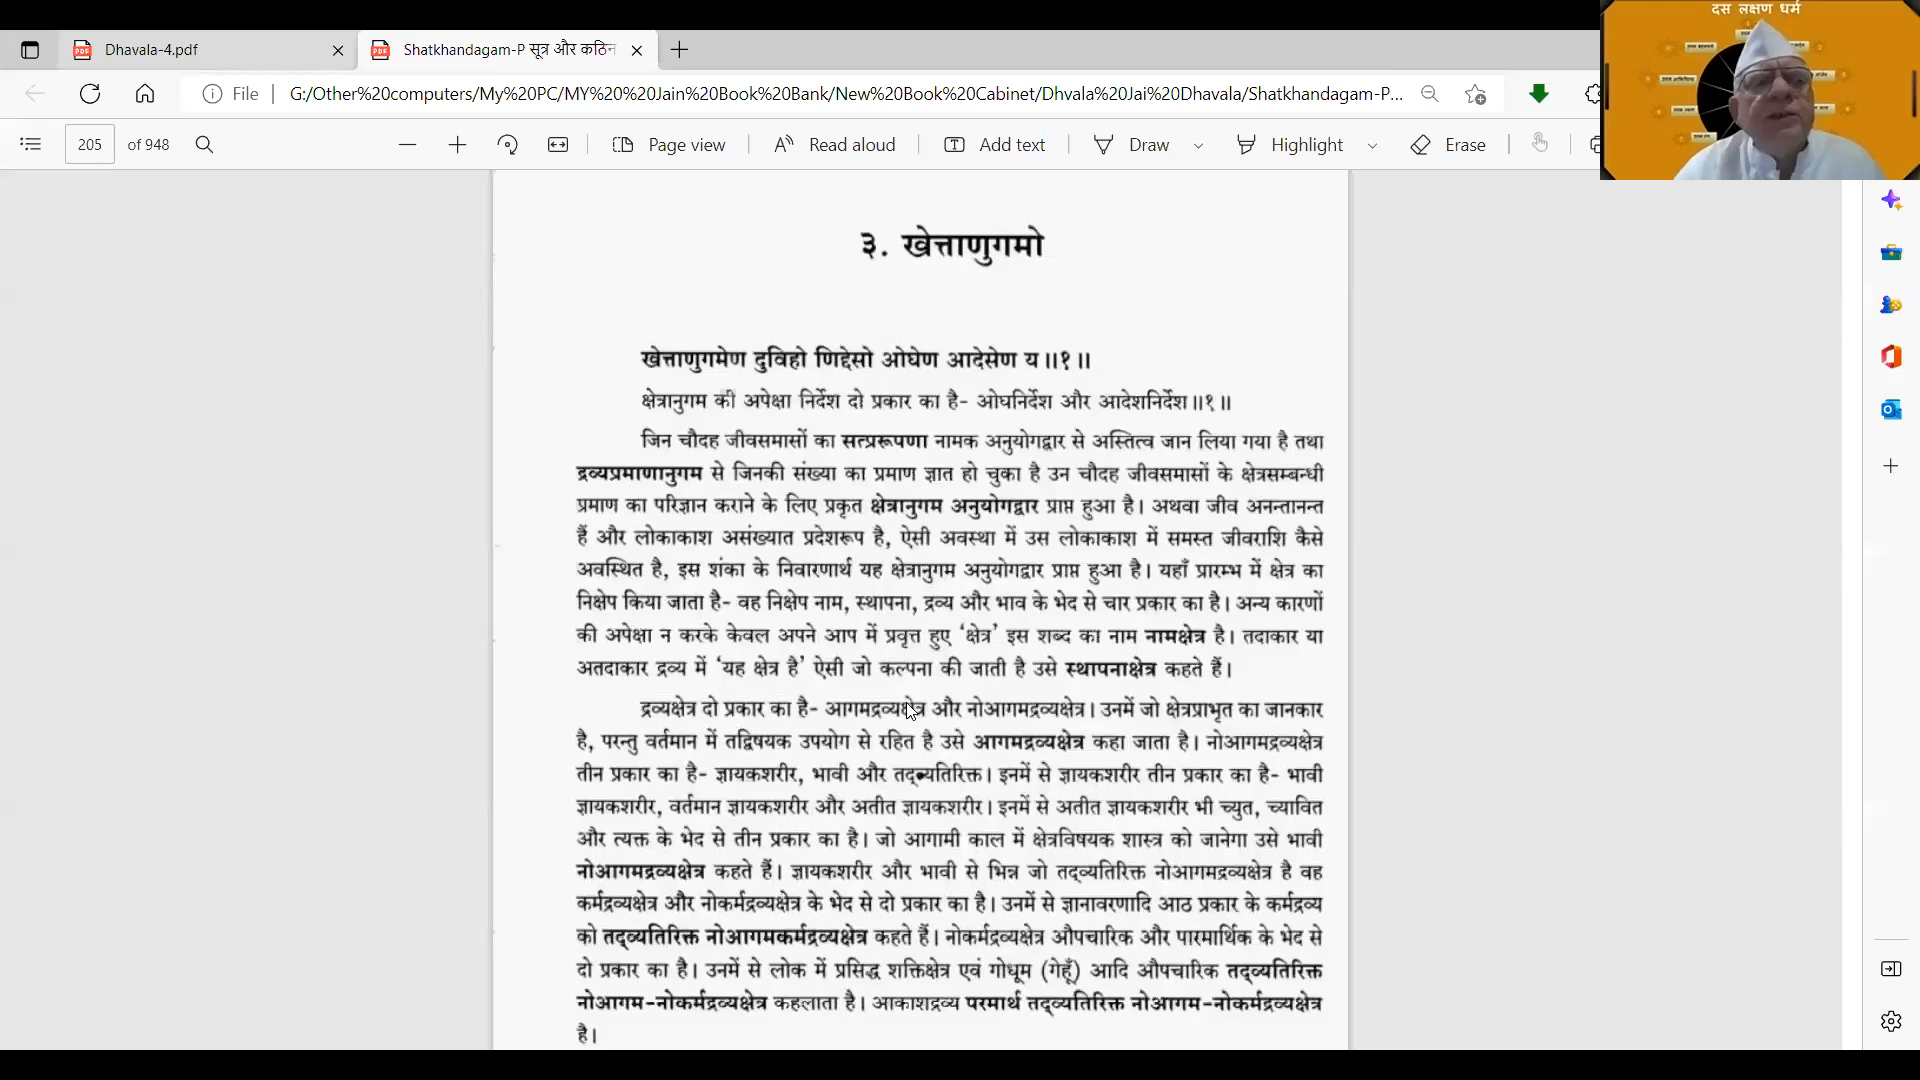 दस लक्षण धर्म
Dhavala-4.pdf
Shatkhandagam-P सूत्र और कठिन
File
G:/Other%20computers/My%20PC/MY%20%20Jain%20Book%20Bank/New%20Book%20Cabinet/Dhvala%20Jai%20Dhavala/Shatkhandagam-P...
205 of 948
Page view
Read aloud
Add text
Draw
Highlight
Erase
३. खेत्ताणुगमो
खेत्ताणुगमेण दुविहो णिद्देसो ओघेण आदेसेण य॥१॥
क्षेत्रानुगम की अपेक्षा निर्देश दो प्रकार का है- ओघनिर्देश और आदेशनिर्देश॥१॥
जिन चौदह जीवसमासों का सत्प्ररूपणा नामक अनुयोगद्वार से अस्तित्व जान लिया गया है तथा
द्रव्यप्रमाणानुगम से जिनकी संख्या का प्रमाण ज्ञात हो चुका है उन चौदह जीवसमासों के क्षेत्रसम्बन्धी
प्रमाण का परिज्ञान कराने के लिए प्रकृत क्षेत्रानुगम अनुयोगद्वार प्राप्त हुआ है। अथवा जीव अनन्तानन्त
हैं और लोकाकाश असंख्यात प्रदेशरूप है, ऐसी अवस्था में उस लोकाकाश में समस्त जीवराशि कैसे
अवस्थित है, इस शंका के निवारणार्थ यह क्षेत्रानुगम अनुयोगद्वार प्राप्त हुआ है। यहाँ प्रारम्भ में क्षेत्र का
निक्षेप किया जाता है- वह निक्षेप नाम, स्थापना, द्रव्य और भाव के भेद से चार प्रकार का है। अन्य कारणों
की अपेक्षा न करके केवल अपने आप में प्रवृत्त हुए ‘क्षेत्र’ इस शब्द का नाम नामक्षेत्र है। तदाकार या
अतदाकार द्रव्य में ‘यह क्षेत्र है’ ऐसी जो कल्पना की जाती है उसे स्थापनाक्षेत्र कहते हैं।
द्रव्यक्षेत्र दो प्रकार का है- आगमद्रव्यक्षेत्र और नोआगमद्रव्यक्षेत्र। उनमें जो क्षेत्रप्राभृत का जानकार
है, परन्तु वर्तमान में तद्विषयक उपयोग से रहित है उसे आगमद्रव्यक्षेत्र कहा जाता है। नोआगमद्रव्यक्षेत्र
तीन प्रकार का है- ज्ञायकशरीर, भावी और तद्व्यतिरिक्त। इनमें से ज्ञायकशरीर तीन प्रकार का है- भावी
ज्ञायकशरीर, वर्तमान ज्ञायकशरीर और अतीत ज्ञायकशरीर। इनमें से अतीत ज्ञायकशरीर भी च्युत, च्यावित
और त्यक्त के भेद से तीन प्रकार का है। जो आगामी काल में क्षेत्रविषयक शास्त्र को जानेगा उसे भावी
नोआगमद्रव्यक्षेत्र कहते हैं। ज्ञायकशरीर और भावी से भिन्न जो तद्व्यतिरिक्त नोआगमद्रव्यक्षेत्र है वह
कर्मद्रव्यक्षेत्र और नोकर्मद्रव्यक्षेत्र के भेद से दो प्रकार का है। उनमें से ज्ञानावरणादि आठ प्रकार के कर्मद्रव्य
को तद्व्यतिरिक्त नोआगमकर्मद्रव्यक्षेत्र कहते हैं। नोकर्मद्रव्यक्षेत्र औपचारिक और पारमार्थिक के भेद से
दो प्रकार का है। उनमें से लोक में प्रसिद्ध शक्तिक्षेत्र एवं गोधूम (गेहूँ) आदि औपचारिक तद्व्यतिरिक्त
नोआगम-नोकर्मद्रव्यक्षेत्र कहलाता है। आकाशद्रव्य परमार्थ तद्व्यतिरिक्त नोआगम-नोकर्मद्रव्यक्षेत्र
है।